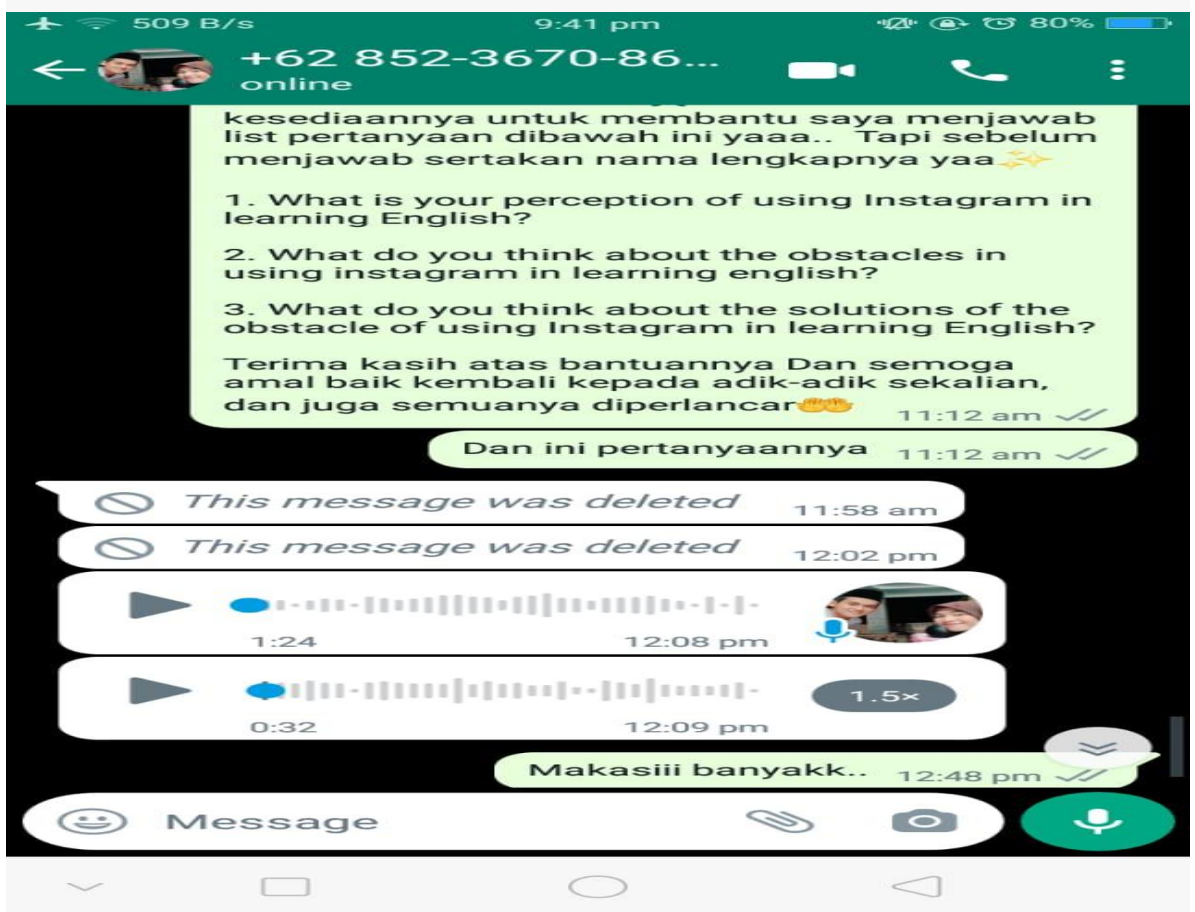 509 B/s 9:41 pm 80%
+62 852-3670-86...
online
kesediaannya untuk membantu saya menjawab
list pertanyaan dibawah ini yaaa.. Tapi sebelum
menjawab sertakan nama lengkapnya yaa✨
1. What is your perception of using Instagram in
learning English?
2. What do you think about the obstacles in
using instagram in learning english?
3. What do you think about the solutions of the
obstacle of using Instagram in learning English?
Terima kasih atas bantuannya Dan semoga
amal baik kembali kepada adik-adik sekalian,
dan juga semuanya diperlancar🤲 11:12 am
Dan ini pertanyaannya 11:12 am
This message was deleted 11:58 am
This message was deleted 12:02 pm
1:24 12:08 pm
1.5×
0:32 12:09 pm
Makasiii banyakk.. 12:48 pm
Message